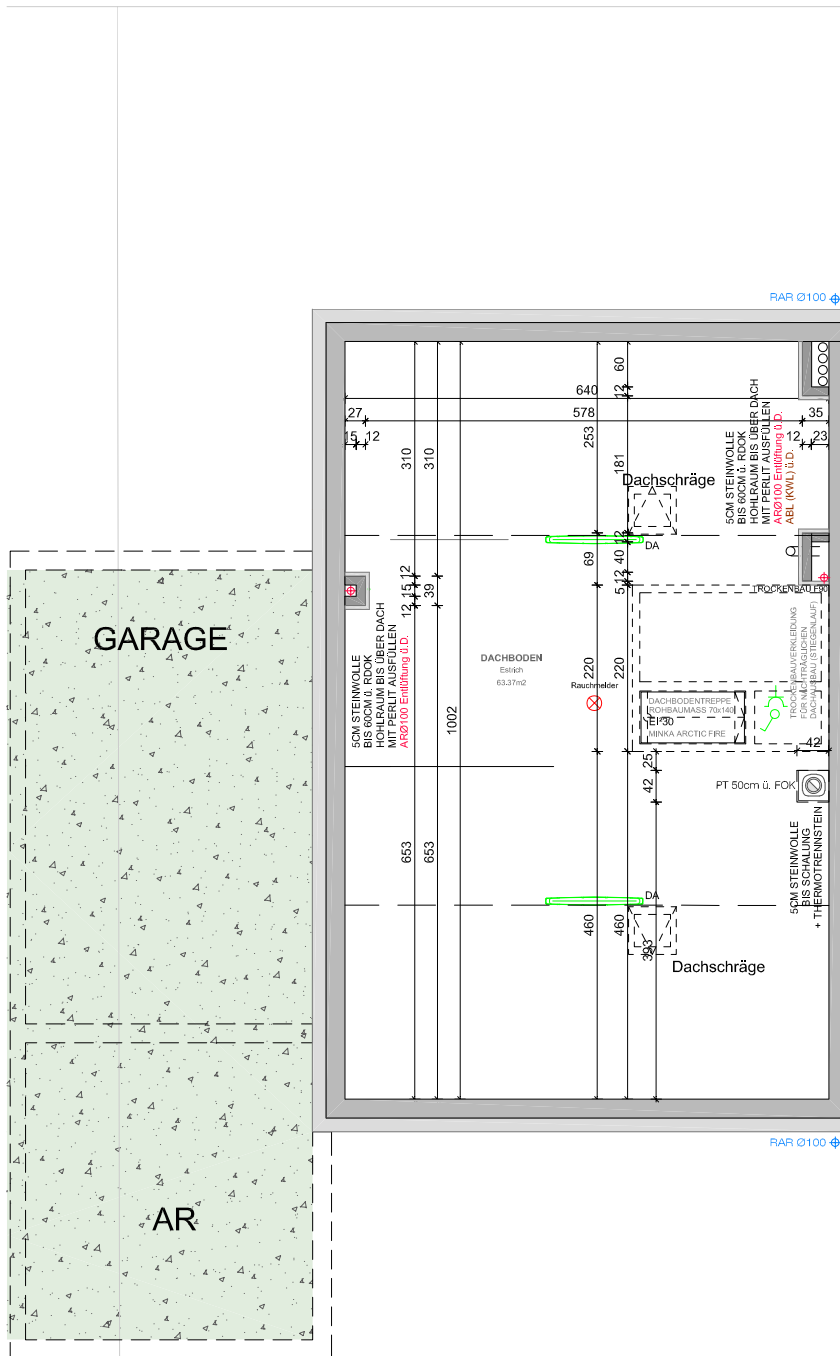 RAR Ø100
60
12
640
27
578
35
15
12
253
12
23
310
310
181
5CM STEINWOLLE
BIS 60CM ü. RDOK
HOHLRAUM BIS ÜBER DACH
MIT PERLIT AUSFÜLLEN
ARØ100 Entlüftung ü.D.
ABL (KWL) ü.D.
Dachschräge
12
DA
69
40
12
5
12
15
39
12
TROCKENBAU F90
GARAGE
5CM STEINWOLLE
BIS 60CM ü. RDOK
HOHLRAUM BIS ÜBER DACH
MIT PERLIT AUSFÜLLEN
ARØ100 Entlüftung ü.D.
DACHBODEN
Estrich
63.37m2
220
220
Rauchmelder
TROCKENBAUVERKLEIDUNG
FÜR NACHTRÄGLICHEN
DACHAUSBAU (STIEGENLAUF)
DACHBODENTREPPE
ROHBAUMASS 70x140
EI²30
MINKA ARCTIC FIRE
1002
42
25
42
PT 50cm ü. FOK
653
653
5CM STEINWOLLE
BIS SCHALUNG
+ THERMOTRENNSTEIN
DA
460
460
393
Dachschräge
RAR Ø100
AR